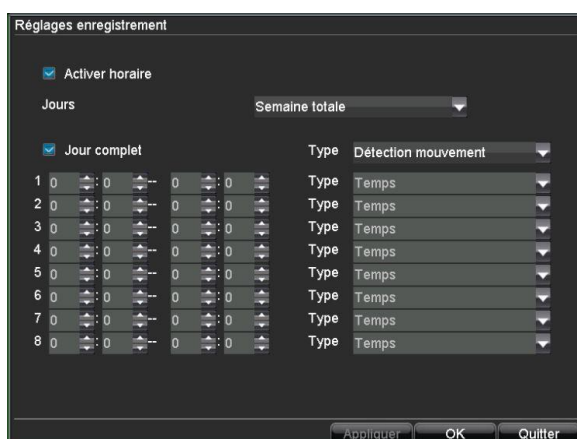 Réglages enregistrement
Activer horaire
Jours Semaine totale
Jour complet Type Détection mouvement
1 0 : 0 -- 0 : 0 Type Temps
2 0 : 0 -- 0 : 0 Type Temps
3 0 : 0 -- 0 : 0 Type Temps
4 0 : 0 -- 0 : 0 Type Temps
5 0 : 0 -- 0 : 0 Type Temps
6 0 : 0 -- 0 : 0 Type Temps
7 0 : 0 -- 0 : 0 Type Temps
8 0 : 0 -- 0 : 0 Type Temps
Appliquer OK Quitter